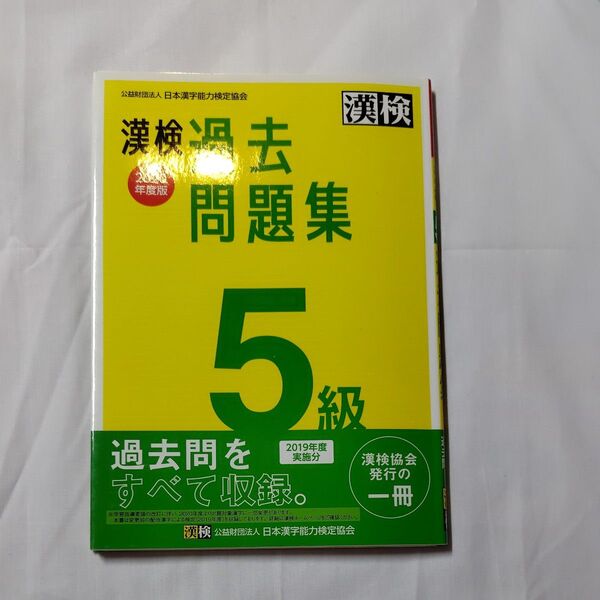 公益財団法人 日本漢字能力検定協会
漢検
漢検 過去
年度版
問題集
5級
過去問を
すべて収録。
2019年度
実施分
漢検協会
発行の
一冊
漢検 公益財団法人 日本漢字能力検定協会